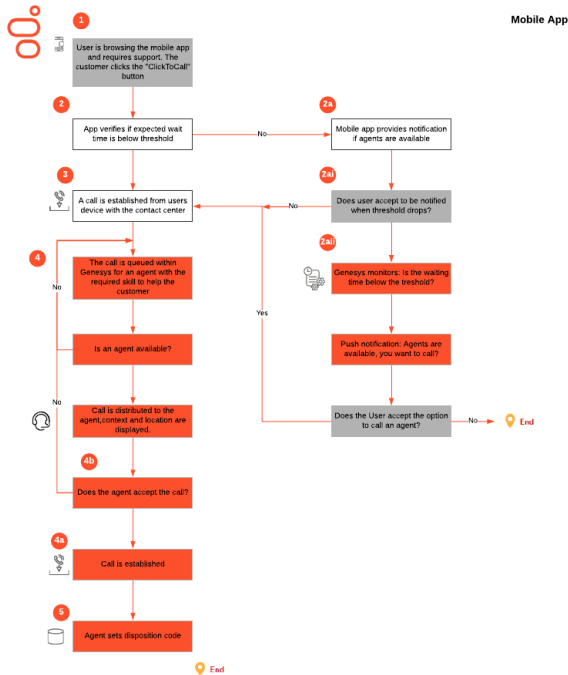 Mobile App
1
User is browsing the mobile app
and requires support. The
customer clicks the "ClickToCall"
button
2
App verifies if expected wait
time is below threshold
No
2a
Mobile app provides notification
if agents are available
3
A call is established from users
device with the contact center
No
2ai
Does user accept to be notified
when threshold drops?
4
The call is queued within
Genesys for an agent with the
required skill to help the
customer
No
2aii
Genesys monitors: Is the waiting
time below the treshold?
Yes
Is an agent available?
Push notification: Agents are
available, you want to call?
No
Call is distributed to the
agent,context and location are
displayed.
Does the User accept the option
to call an agent?
No
End
4b
Does the agent accept the call?
4a
Call is established
5
Agent sets disposition code
End